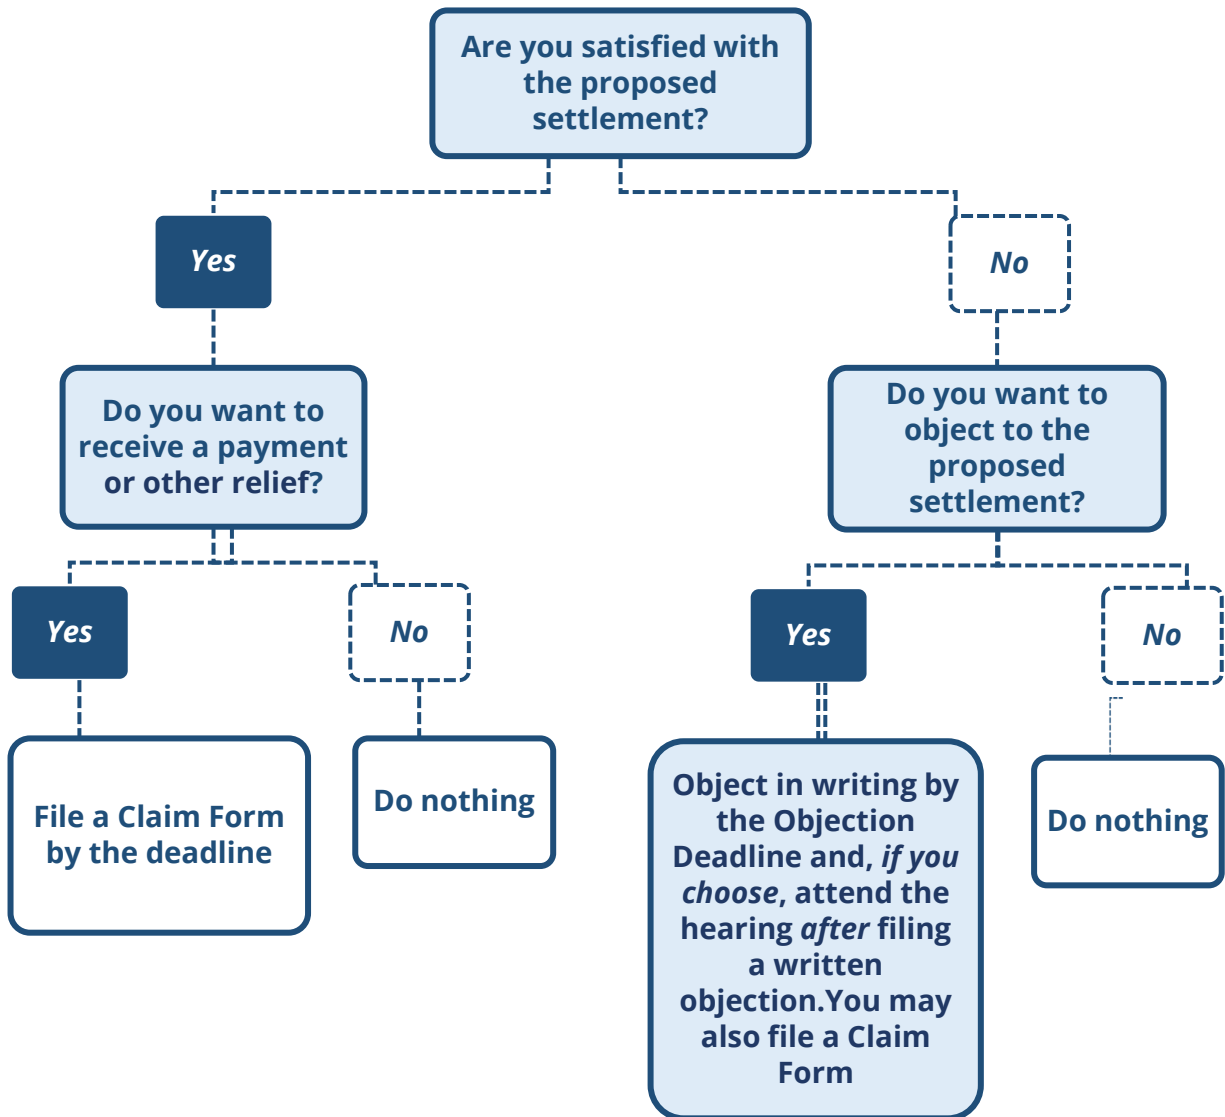 Are you satisfied with
the proposed
settlement?
Yes
No
Do you want to
receive a payment
or other relief?
Do you want to
object to the
proposed
settlement?
Yes
No
Yes
No
File a Claim Form
by the deadline
Do nothing
Object in writing by
the Objection
Deadline and, if you
choose, attend the
hearing after filing
a written
objection.You may
also file a Claim
Form
Do nothing